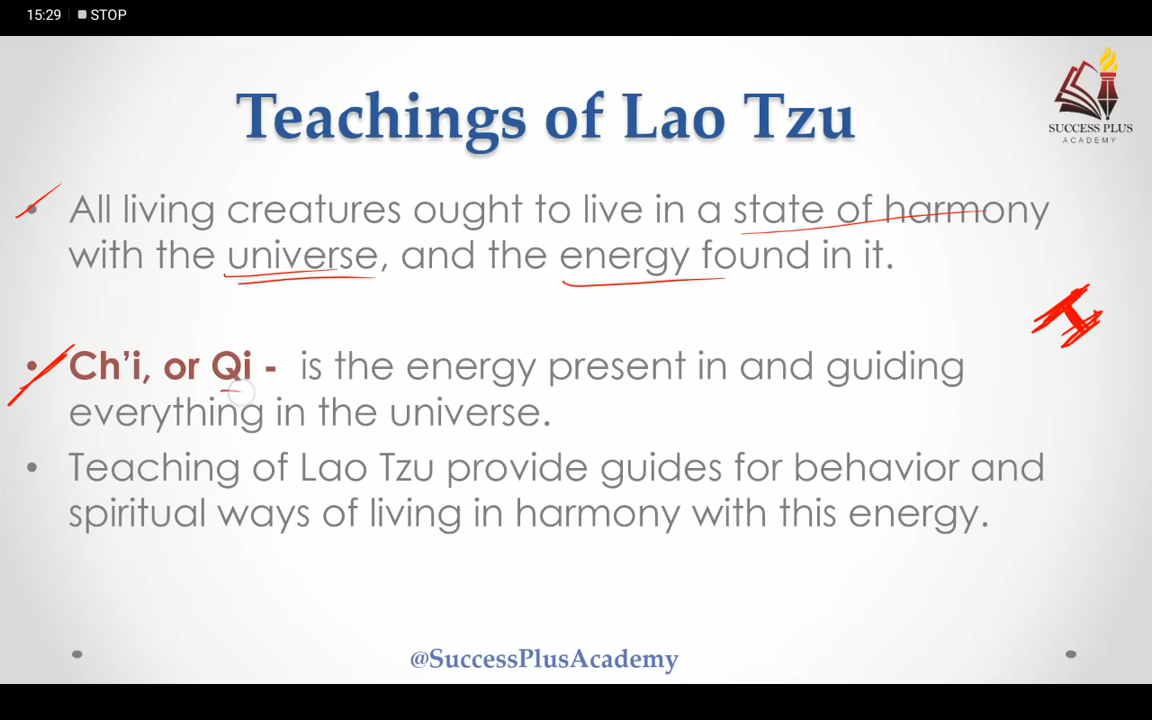 15:29 STOP
SUCCESS PLUS
ACADEMY
Teachings of Lao Tzu
• All living creatures ought to live in a state of harmony
with the universe, and the energy found in it.
• Ch’i, or Qi - is the energy present in and guiding
everything in the universe.
• Teaching of Lao Tzu provide guides for behavior and
spiritual ways of living in harmony with this energy.
@SuccessPlusAcademy